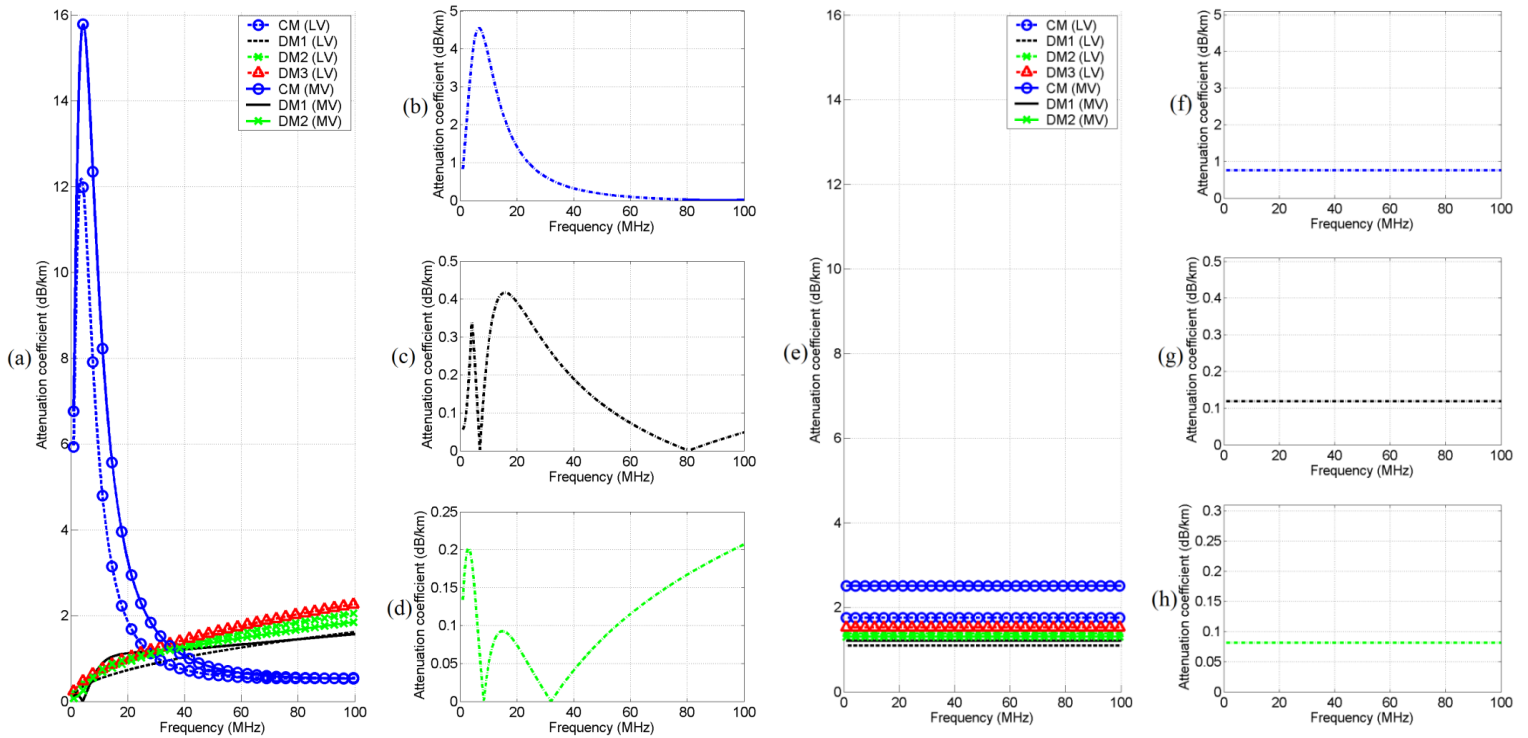 (a)
Attenuation coefficient (dB/km)
16
14
12
10
8
6
4
2
0
0 20 40 60 80 100
Frequency (MHz)
CM (LV)
DM1 (LV)
DM2 (LV)
DM3 (LV)
CM (MV)
DM1 (MV)
DM2 (MV)
(b)
Attenuation coefficient (dB/km)
5
4
3
2
1
0
0 20 40 60 80 100
Frequency (MHz)
(c)
Attenuation coefficient (dB/km)
0.5
0.4
0.3
0.2
0.1
0
0 20 40 60 80 100
Frequency (MHz)
(d)
Attenuation coefficient (dB/km)
0.25
0.2
0.15
0.1
0.05
0
0 20 40 60 80 100
Frequency (MHz)
(e)
Attenuation coefficient (dB/km)
16
14
12
10
8
6
4
2
0
0 20 40 60 80 100
Frequency (MHz)
CM (LV)
DM1 (LV)
DM2 (LV)
DM3 (LV)
CM (MV)
DM1 (MV)
DM2 (MV)
(f)
Attenuation coefficient (dB/km)
5
4
3
2
1
0
0 20 40 60 80 100
Frequency (MHz)
(g)
Attenuation coefficient (dB/km)
0.5
0.4
0.3
0.2
0.1
0
0 20 40 60 80 100
Frequency (MHz)
(h)
Attenuation coefficient (dB/km)
0.3
0.25
0.2
0.15
0.1
0.05
0
0 20 40 60 80 100
Frequency (MHz)